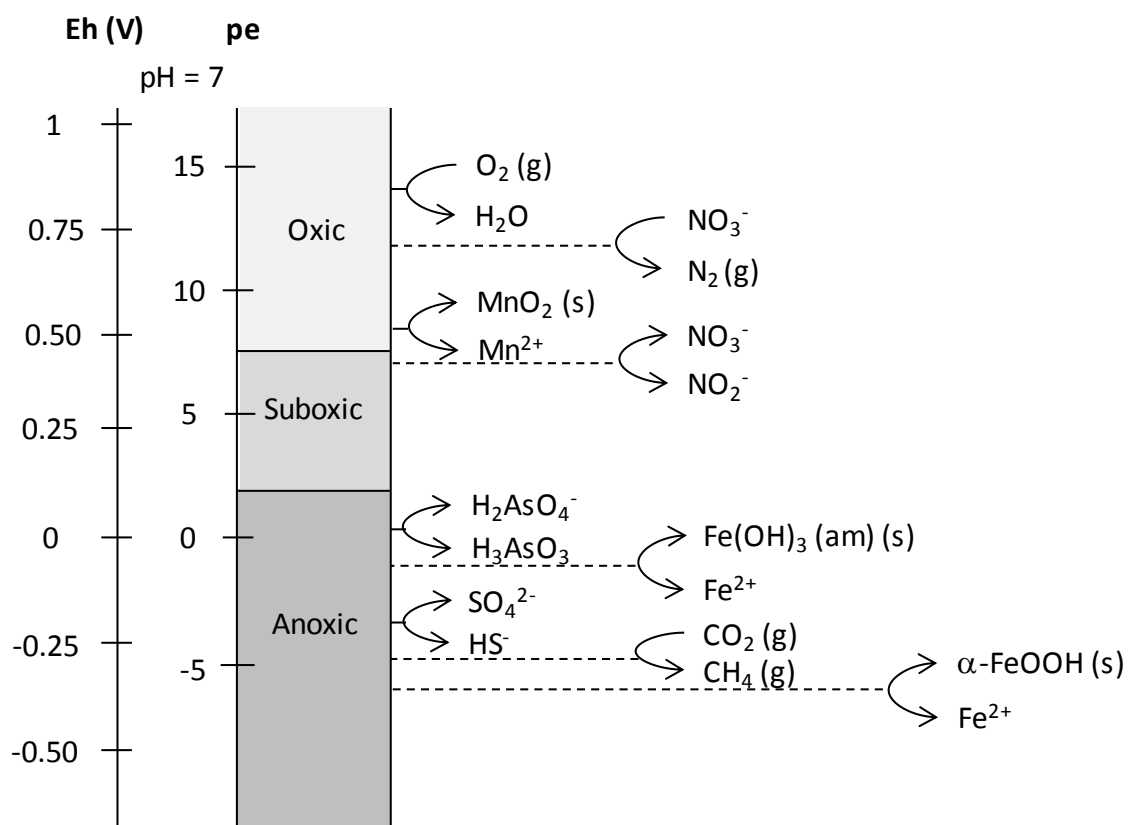 Eh (V) pe
pH = 7
1
15
O₂ (g)
H₂O
NO₃⁻
0.75
Oxic
N₂ (g)
10
MnO₂ (s)
0.50
NO₃⁻
Mn²⁺
NO₂⁻
5
Suboxic
0.25
H₂AsO₄⁻
0
0
Fe(OH)₃ (am) (s)
H₃AsO₃
Fe²⁺
SO₄²⁻
Anoxic
CO₂ (g)
-0.25
HS⁻
-5
CH₄ (g)
α-FeOOH (s)
Fe²⁺
-0.50